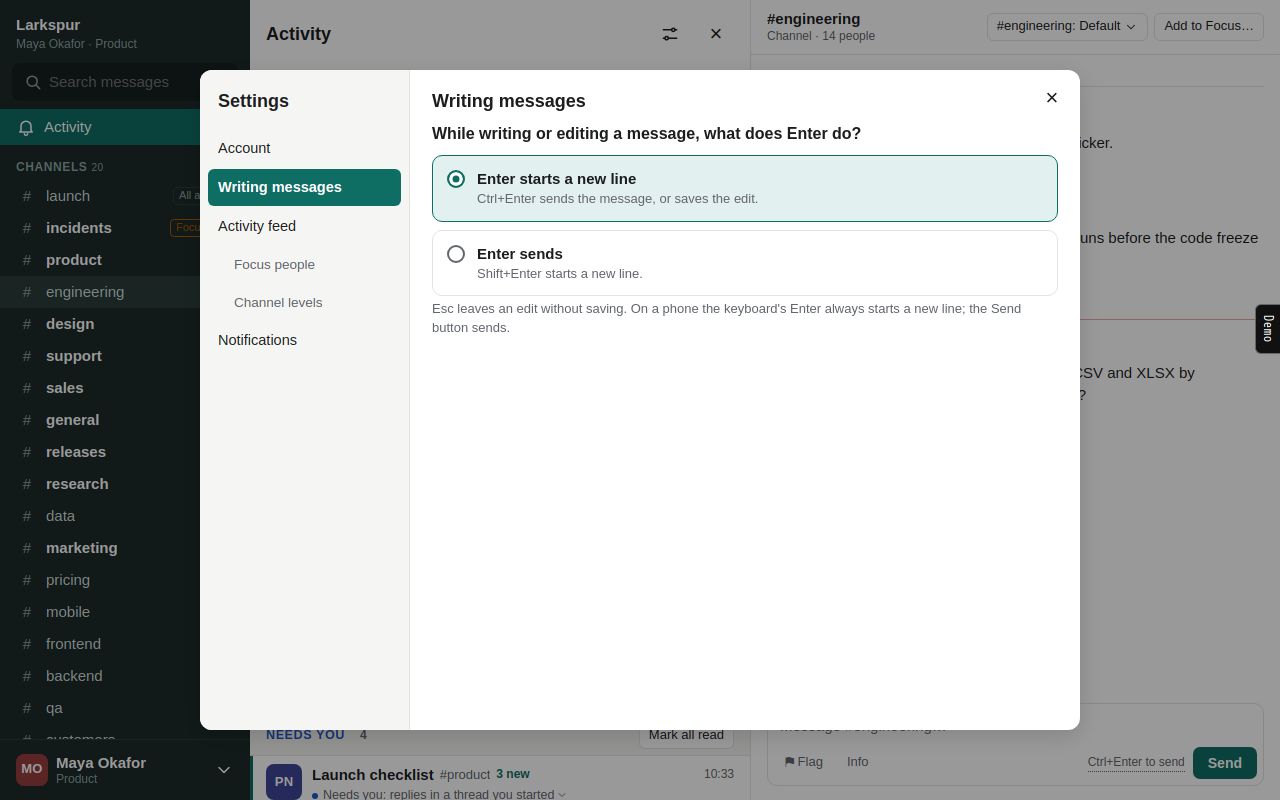 Larkspur
Maya Okafor · Product
Search messages
Activity
CHANNELS 20
# launch All a
# incidents Focu
# product
# engineering
# design
# support
# sales
# general
# releases
# research
# data
# marketing
# pricing
# mobile
# frontend
# backend
# qa
# customers
MO
Maya Okafor
Product
Activity
NEEDS YOU 4
Mark all read
PN
Launch checklist #product 3 new 10:33
Needs you: replies in a thread you started
#engineering
Channel · 14 people
#engineering: Default
Add to Focus…
icker.
uns before the code freeze
CSV and XLSX by
?
Message #engineering…
Flag
Info
Ctrl+Enter to send
Send
Demo
Settings
Account
Writing messages
Activity feed
Focus people
Channel levels
Notifications
Writing messages
While writing or editing a message, what does Enter do?
Enter starts a new line
Ctrl+Enter sends the message, or saves the edit.
Enter sends
Shift+Enter starts a new line.
Esc leaves an edit without saving. On a phone the keyboard's Enter always starts a new line; the Send
button sends.